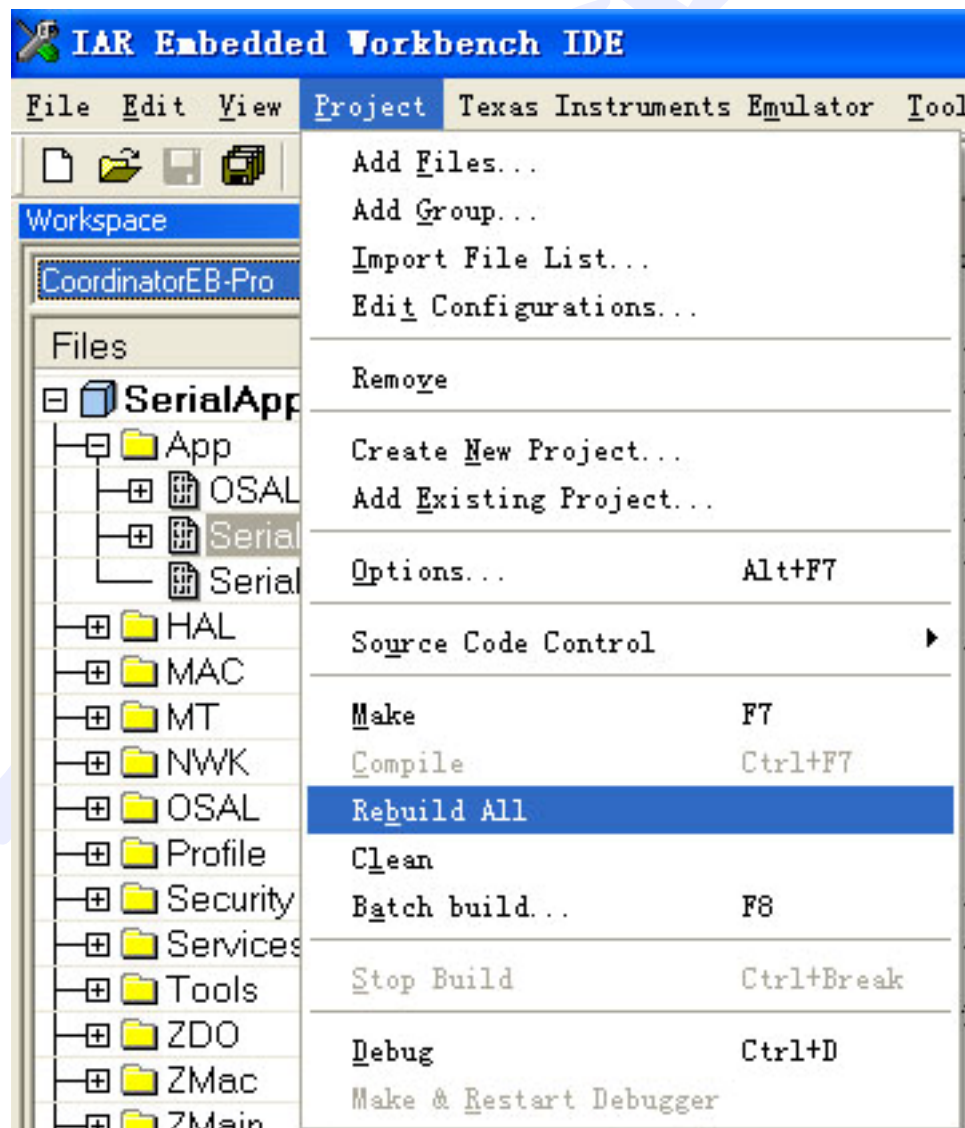 IAR Embedded Workbench IDE
File Edit View Project Texas Instruments Emulator
Workspace
CoordinatorEB-Pro
Files
SerialApp
App
OSAL
Serial
Serial
HAL
MAC
MT
NWK
OSAL
Profile
Security
Services
Tools
ZDO
ZMac
ZMain
Add Files...
Add Group...
Import File List...
Edit Configurations...
Remove
Create New Project...
Add Existing Project...
Options... Alt+F7
Source Code Control
Make F7
Compile Ctrl+F7
Rebuild All
Clean
Batch build... F8
Stop Build Ctrl+Break
Debug Ctrl+D
Make & Restart Debugger